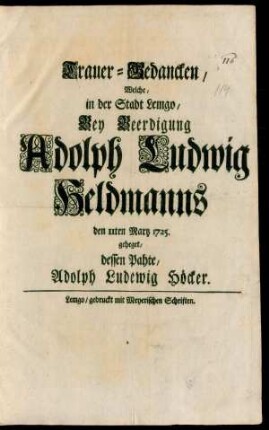 Trauer-Gedancken/
Welche/
in der Stadt Lemgo/
Bey Beerdigung
Adolph Ludwig
Heldmanns
den 11ten Martz 1725.
geheget/
dessen Pahte/
Adolph Ludewig Höcker.
Lemgo/ gedruckt mit Meyerischen Schriften.